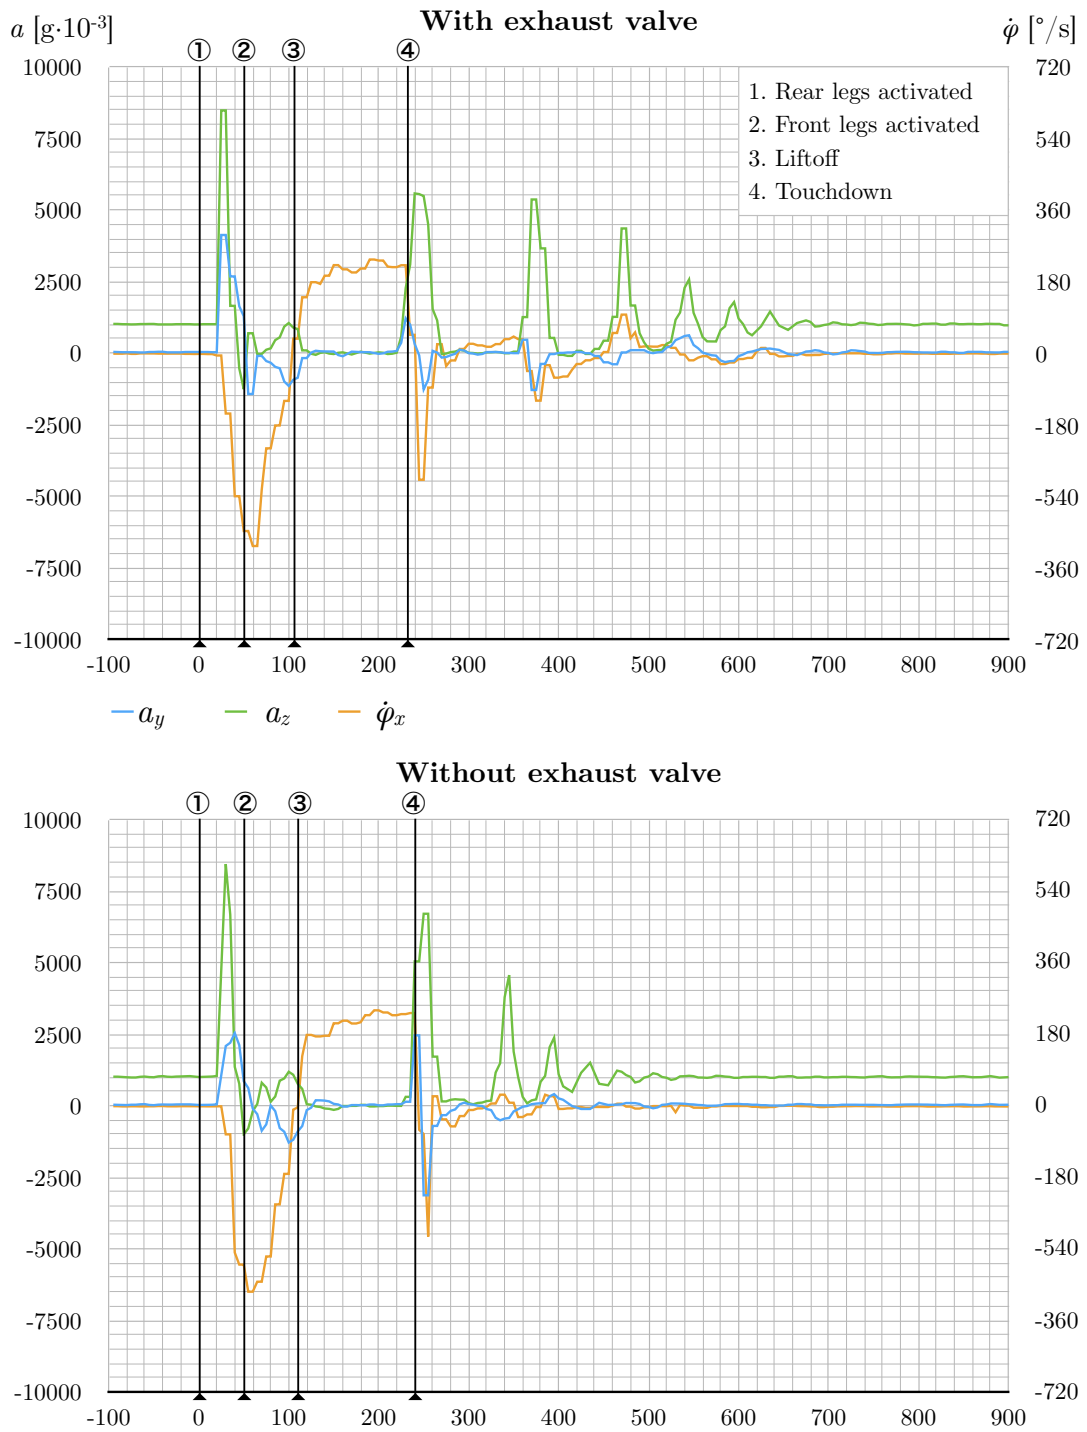 With exhaust valve
a [g·10⁻³]
φ̇ [°/s]
① ② ③ ④
10000
7500
5000
2500
0
-2500
-5000
-7500
-10000
720
540
360
180
0
-180
-540
-360
-720
1. Rear legs activated
2. Front legs activated
3. Liftoff
4. Touchdown
-100 0 100 200 300 400 500 600 700 800 900
a_y a_z φ̇_x
Without exhaust valve
① ② ③ ④
10000
7500
5000
2500
0
-2500
-5000
-7500
-10000
720
540
360
180
0
-180
-540
-360
-720
-100 0 100 200 300 400 500 600 700 800 900